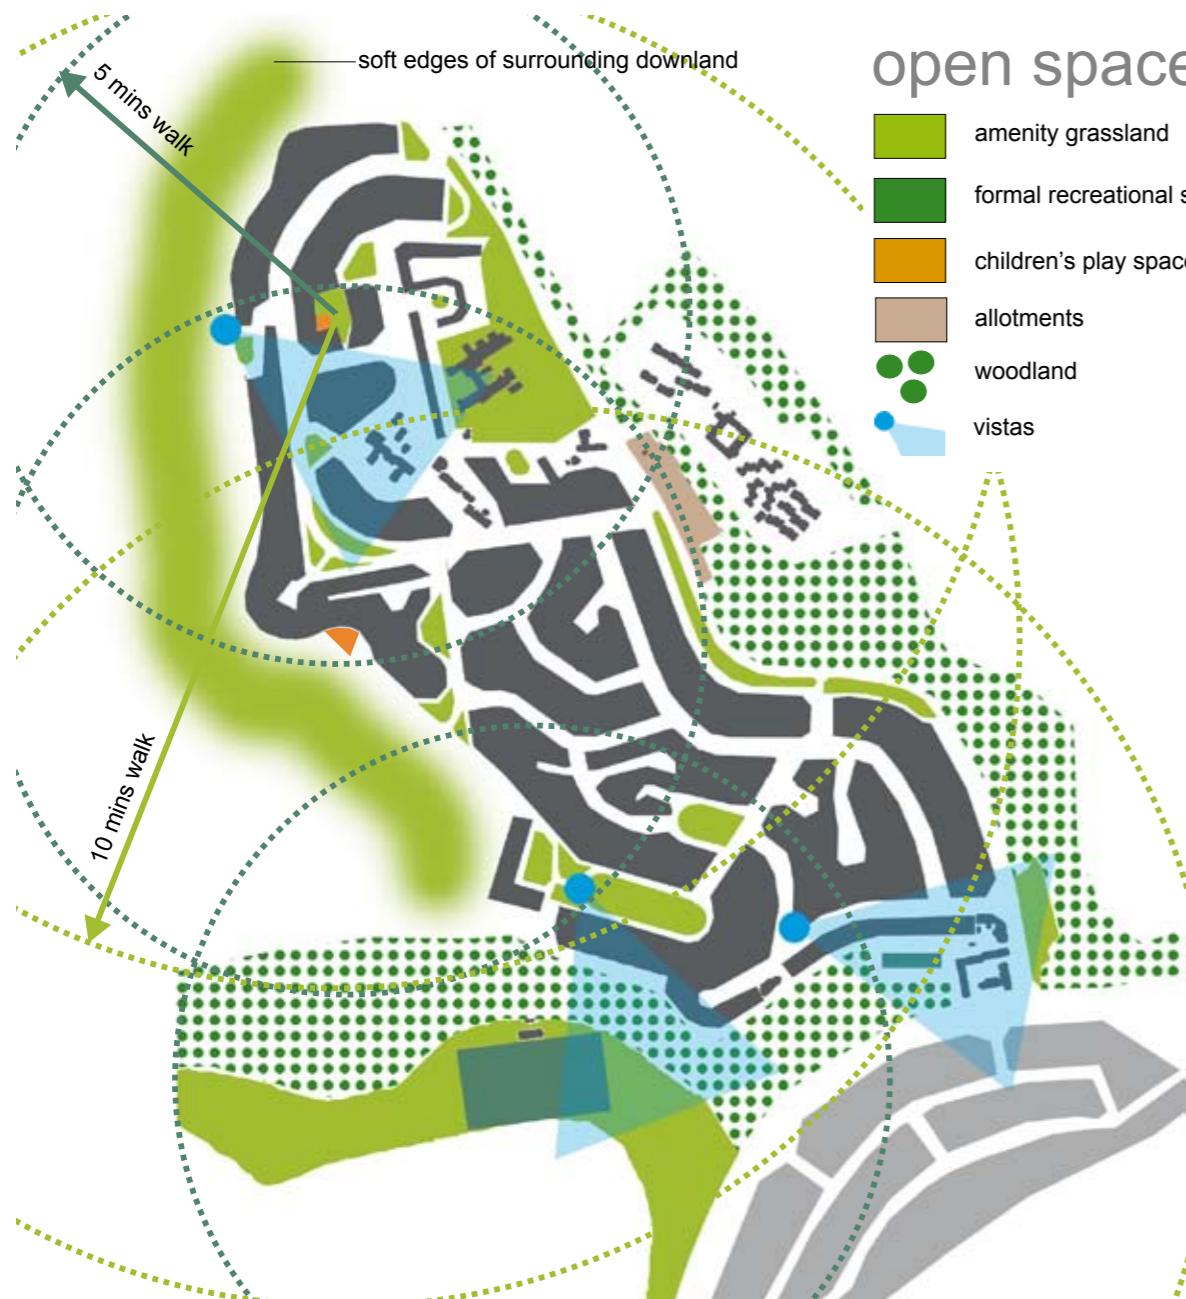 soft edges of surrounding downland
5 mins walk
10 mins walk
open space
amenity grassland
formal recreational s
children's play space
allotments
woodland
vistas